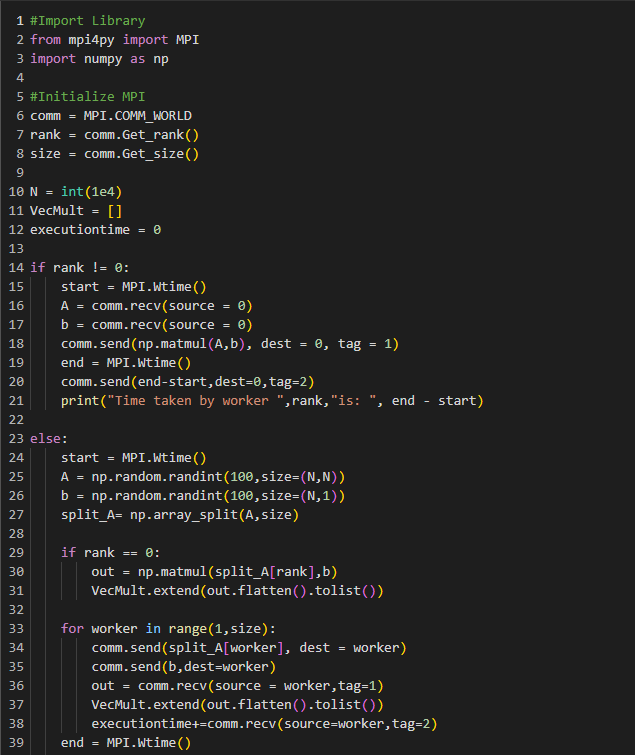 1 #Import Library
2 from mpi4py import MPI
3 import numpy as np
4
5 #Initialize MPI
6 comm = MPI.COMM_WORLD
7 rank = comm.Get_rank()
8 size = comm.Get_size()
9
10 N = int(1e4)
11 VecMult = []
12 executiontime = 0
13
14 if rank != 0:
15     start = MPI.Wtime()
16     A = comm.recv(source = 0)
17     b = comm.recv(source = 0)
18     comm.send(np.matmul(A,b), dest = 0, tag = 1)
19     end = MPI.Wtime()
20     comm.send(end-start,dest=0,tag=2)
21     print("Time taken by worker ",rank,"is: ", end - start)
22
23 else:
24     start = MPI.Wtime()
25     A = np.random.randint(100,size=(N,N))
26     b = np.random.randint(100,size=(N,1))
27     split_A= np.array_split(A,size)
28
29     if rank == 0:
30         out = np.matmul(split_A[rank],b)
31         VecMult.extend(out.flatten().tolist())
32
33     for worker in range(1,size):
34         comm.send(split_A[worker], dest = worker)
35         comm.send(b,dest=worker)
36         out = comm.recv(source = worker,tag=1)
37         VecMult.extend(out.flatten().tolist())
38         executiontime+=comm.recv(source=worker,tag=2)
39     end = MPI.Wtime()